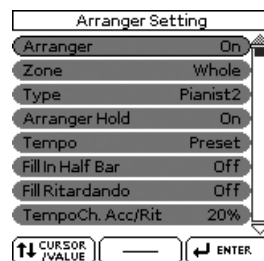 Arranger Setting
Arranger On
Zone Whole
Type Pianist2
Arranger Hold On
Tempo Preset
Fill In Half Bar Off
Fill Ritardando Off
TempoCh. Acc/Rit 20%
CURSOR
/VALUE
ENTER